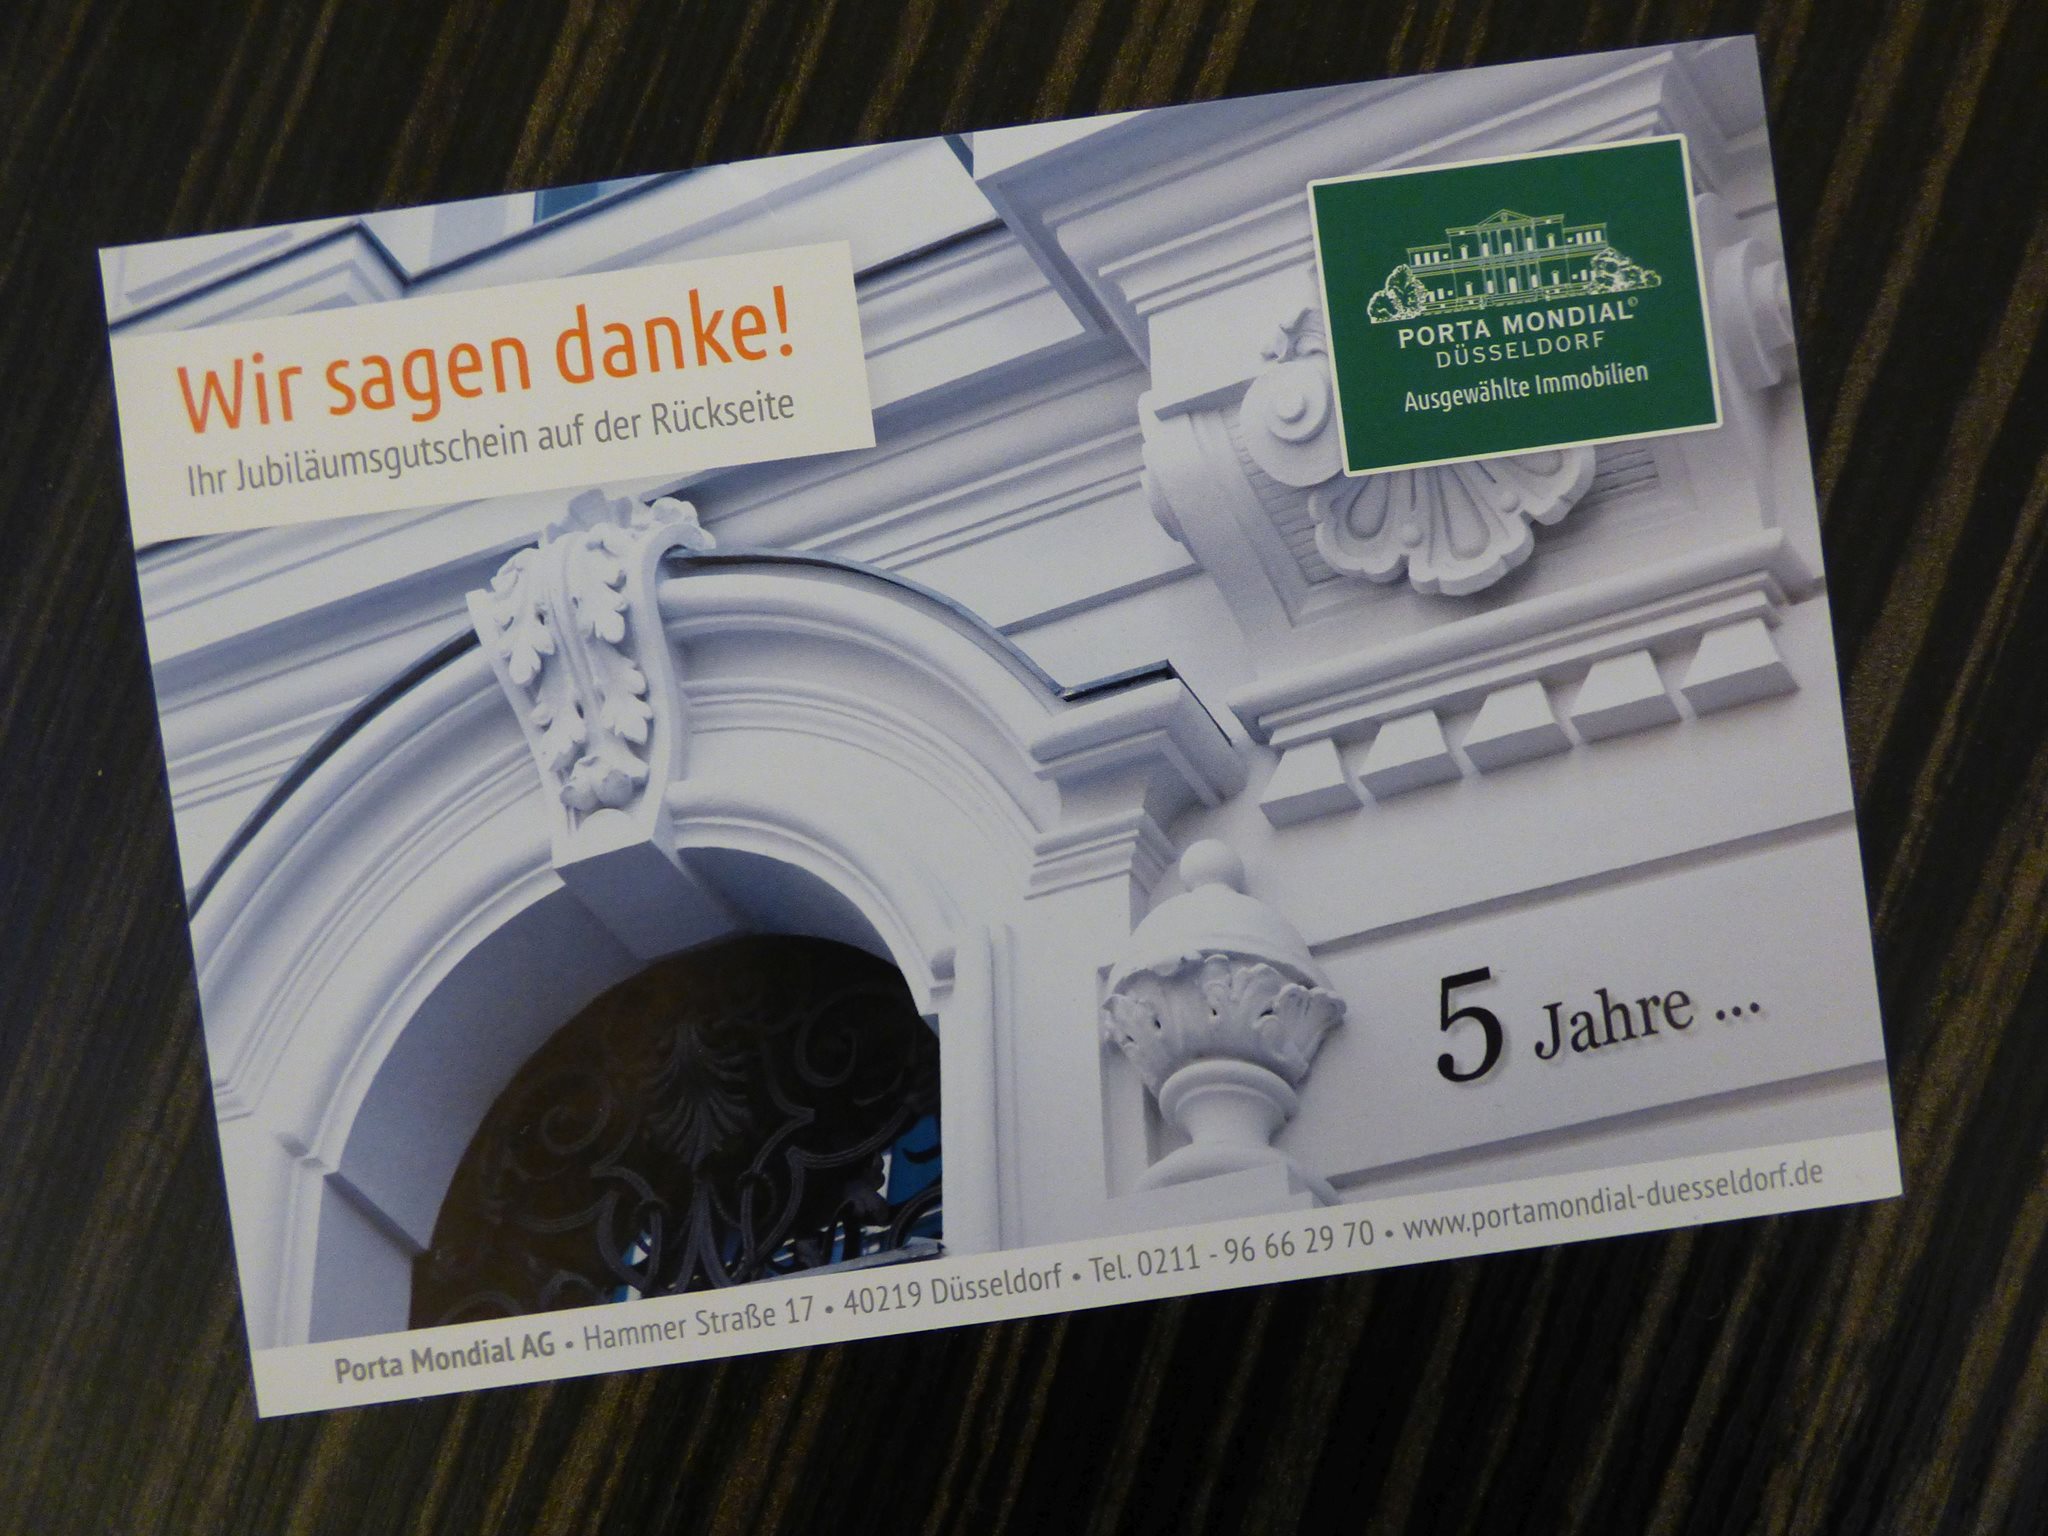 Wir sagen danke!
Ihr Jubiläumsgutschein auf der Rückseite
PORTA MONDIAL©
DÜSSELDORF
Ausgewählte Immobilien
5 Jahre ...
Porta Mondial AG • Hammer Straße 17 • 40219 Düsseldorf • Tel. 0211 - 96 66 29 70 • www.portamondial-duesseldorf.de